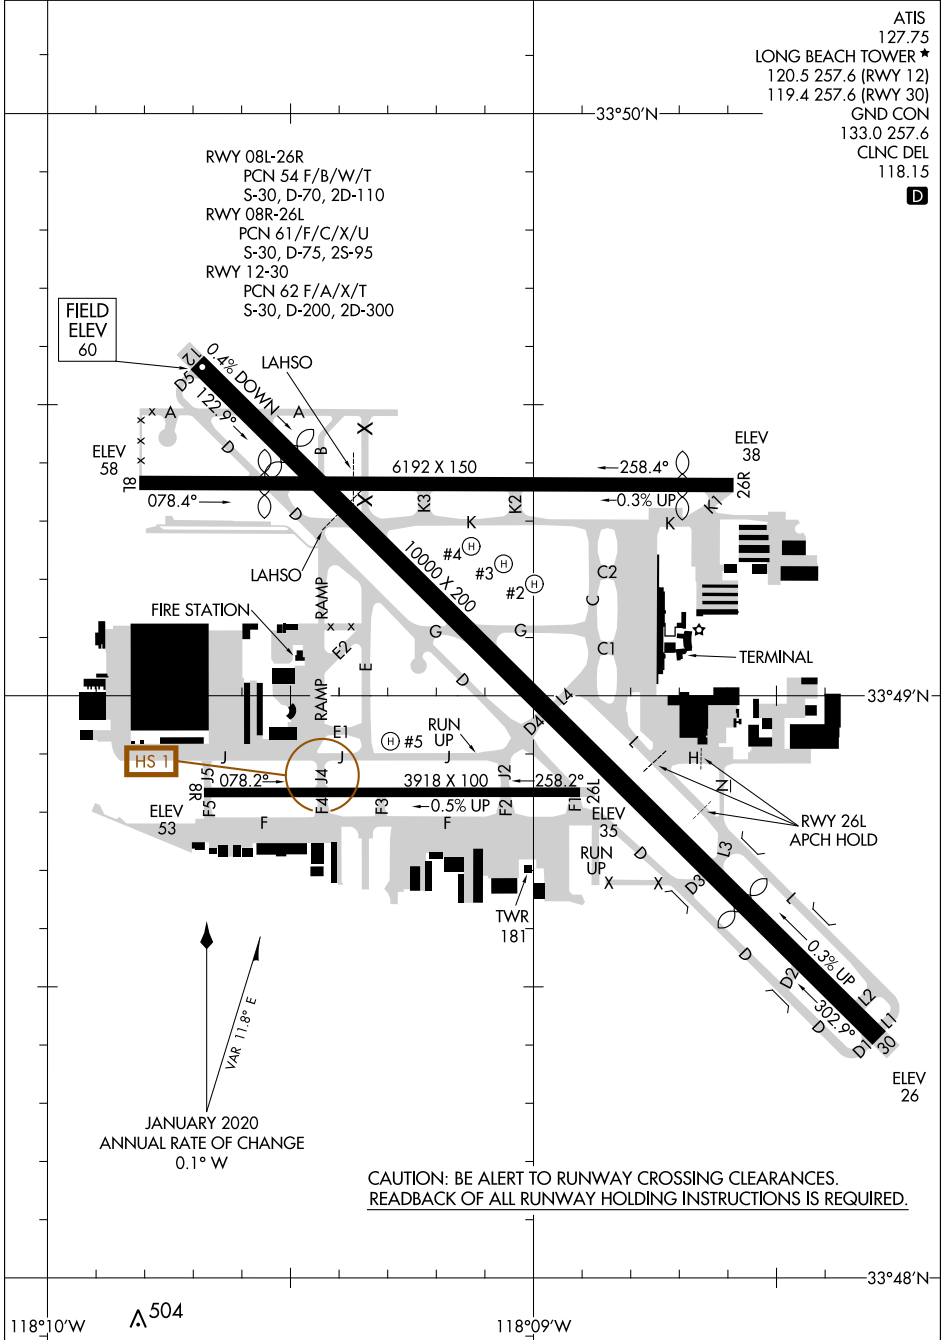 ATIS
127.75
LONG BEACH TOWER ★
120.5 257.6 (RWY 12)
119.4 257.6 (RWY 30)
GND CON
133.0 257.6
CLNC DEL
118.15
D
33°50'N
RWY 08L-26R
PCN 54 F/B/W/T
S-30, D-70, 2D-110
RWY 08R-26L
PCN 61/F/C/X/U
S-30, D-75, 2S-95
RWY 12-30
PCN 62 F/A/X/T
S-30, D-200, 2D-300
FIELD
ELEV
60
12
D5
0.4% DOWN
122.9°
LAHSO
x
x
x
x
A
A
D
B
X
ELEV
58
8L
078.4°
6192 X 150
258.4°
0.3% UP
ELEV
38
26R
X
K3
K2
K1
K
K
D
LAHSO
10000 X 200
#4 H
#3 H
#2 H
C2
C
C1
RAMP
FIRE STATION
x
x
E2
E
G
G
D
TERMINAL
33°49'N
RAMP
L4
D4
E1
H #5
RUN
UP
L
HS 1
J
J
J
H
J5
J4
J2
N
8R
078.2°
3918 X 100
258.2°
26L
F5
F4
F3
0.5% UP
F2
F1
ELEV
53
F
F
ELEV
35
RWY 26L
APCH HOLD
RUN
UP
D
L3
X
X
D3
L
TWR
181
D
0.3% UP
D2
302.9°
L2
L1
D
D1
30
ELEV
26
VAR 11.8° E
JANUARY 2020
ANNUAL RATE OF CHANGE
0.1° W
CAUTION: BE ALERT TO RUNWAY CROSSING CLEARANCES.
READBACK OF ALL RUNWAY HOLDING INSTRUCTIONS IS REQUIRED.
33°48'N
504
118°10'W
118°09'W